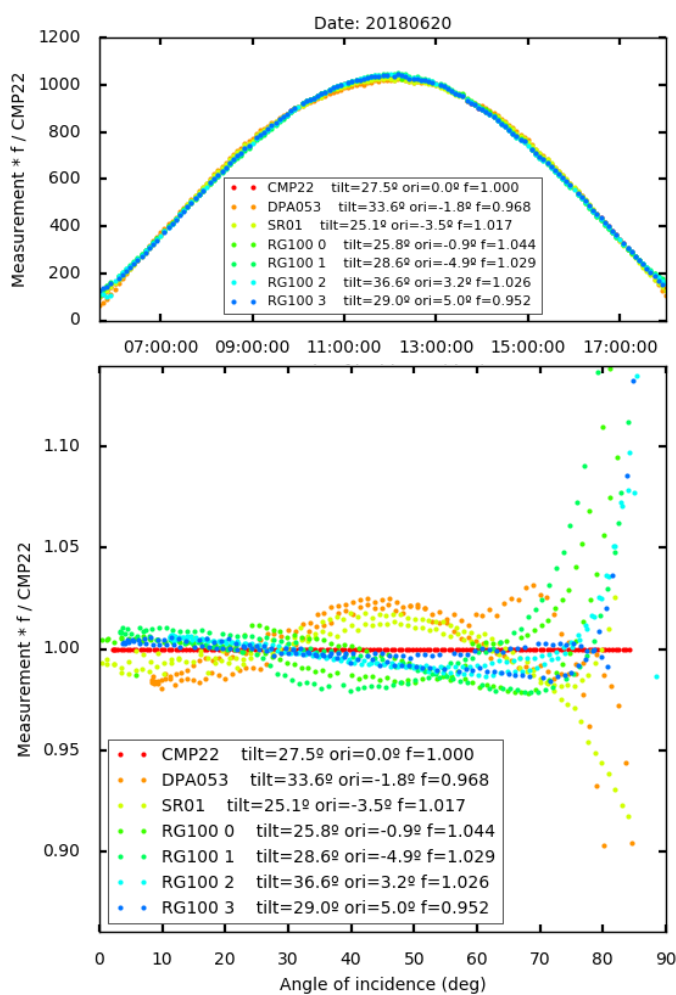 Date: 20180620
Measurement * f / CMP22
1200
1000
800
600
400
200
0
CMP22 tilt=27.5º ori=0.0º f=1.000
DPA053 tilt=33.6º ori=-1.8º f=0.968
SR01 tilt=25.1º ori=-3.5º f=1.017
RG100 0 tilt=25.8º ori=-0.9º f=1.044
RG100 1 tilt=28.6º ori=-4.9º f=1.029
RG100 2 tilt=36.6º ori=3.2º f=1.026
RG100 3 tilt=29.0º ori=5.0º f=0.952
07:00:00 09:00:00 11:00:00 13:00:00 15:00:00 17:00:00
Measurement * f / CMP22
1.10
1.05
1.00
0.95
0.90
CMP22 tilt=27.5º ori=0.0º f=1.000
DPA053 tilt=33.6º ori=-1.8º f=0.968
SR01 tilt=25.1º ori=-3.5º f=1.017
RG100 0 tilt=25.8º ori=-0.9º f=1.044
RG100 1 tilt=28.6º ori=-4.9º f=1.029
RG100 2 tilt=36.6º ori=3.2º f=1.026
RG100 3 tilt=29.0º ori=5.0º f=0.952
0 10 20 30 40 50 60 70 80 90
Angle of incidence (deg)